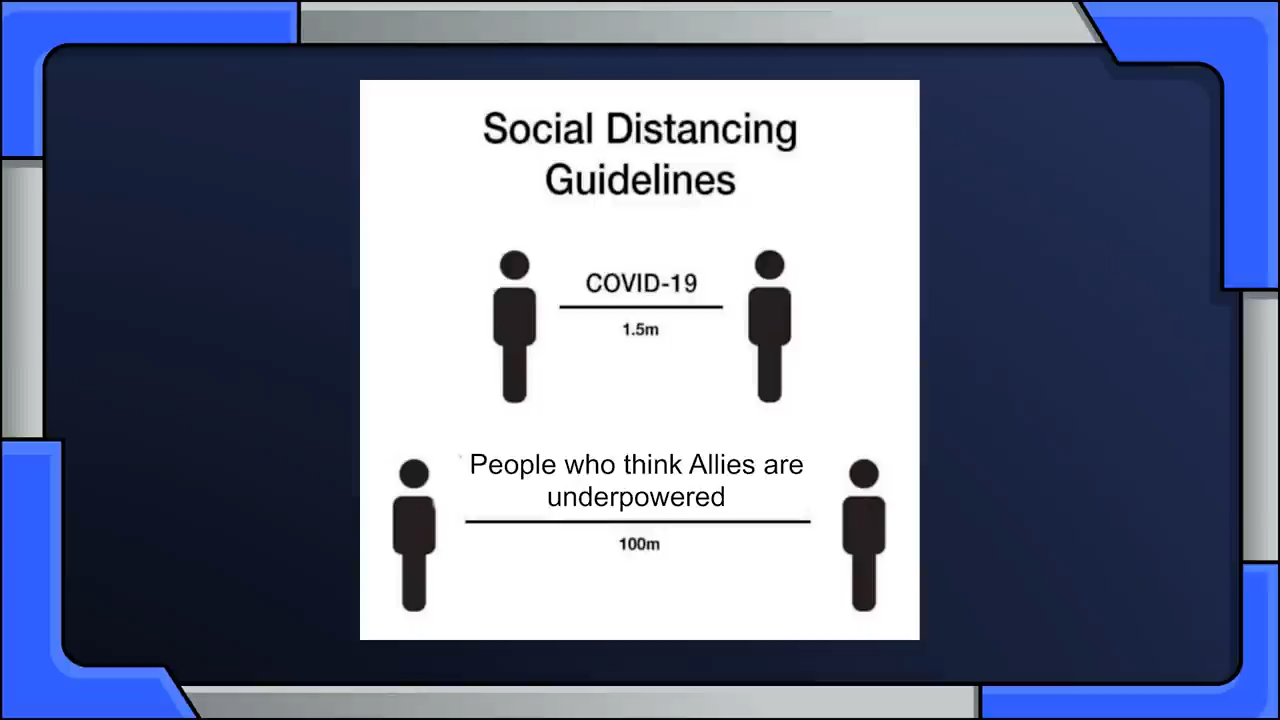 Social Distancing
Guidelines
COVID-19
1.5m
People who think Allies are
underpowered
100m